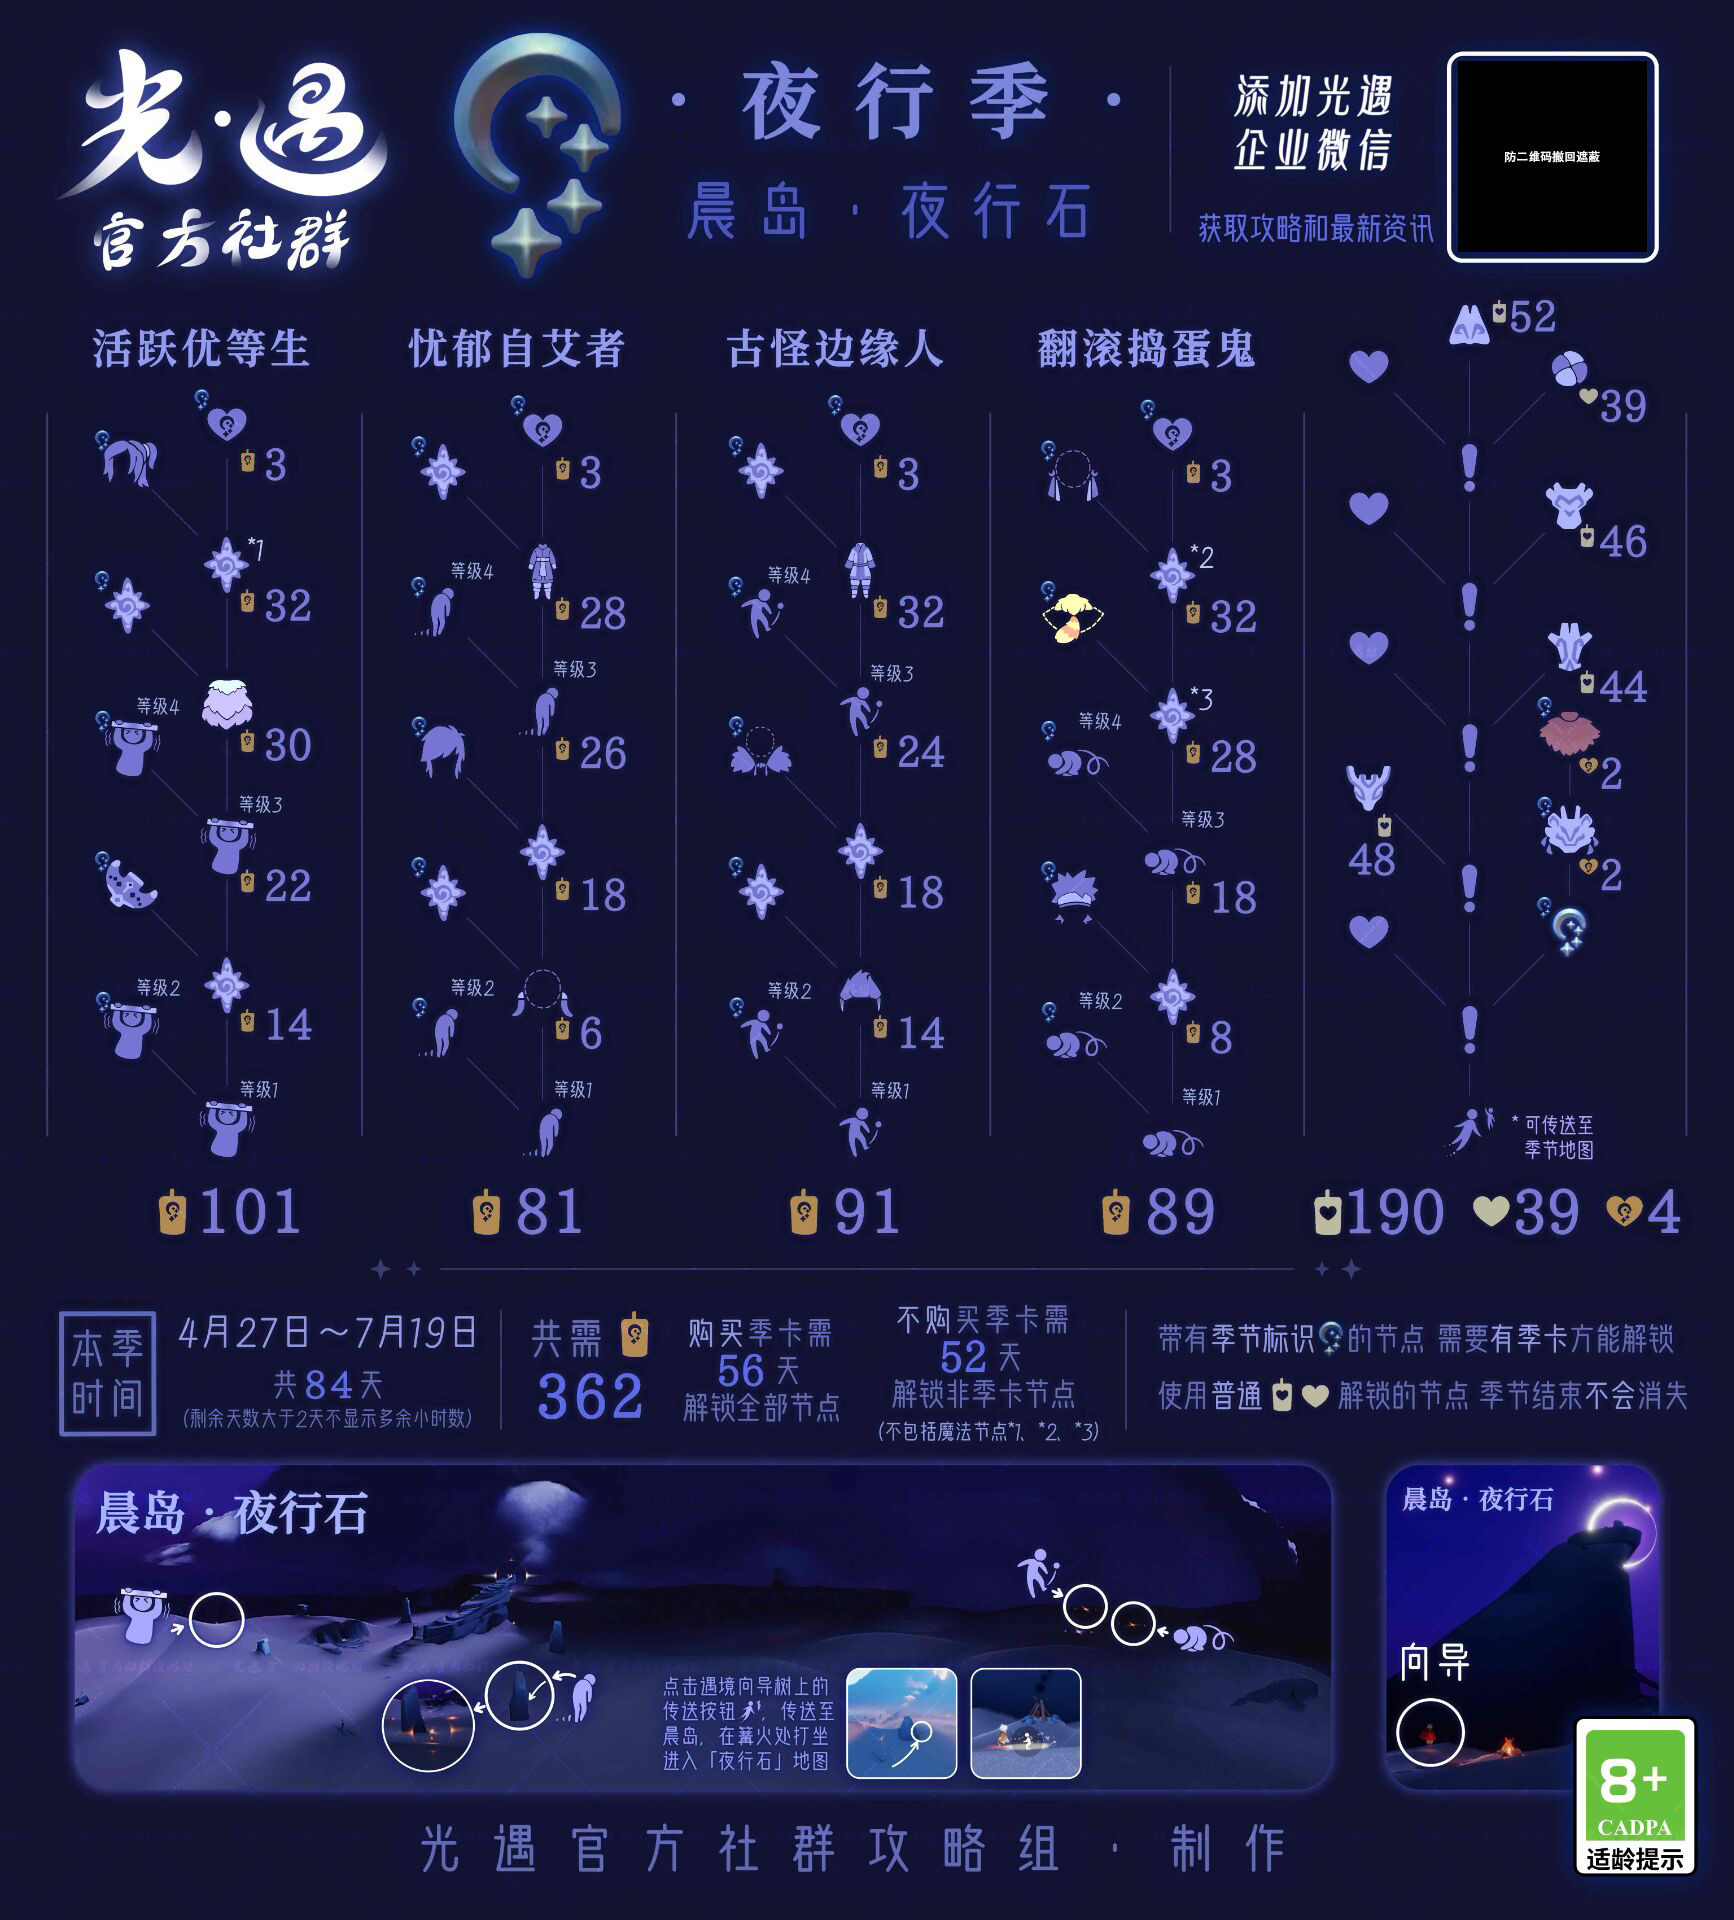 光·遇
官方社群
· 夜行季 ·
晨岛·夜行石
添加光遇
企业微信
获取攻略和最新资讯
防二维码撤回遮蔽
活跃优等生
3
*1
32
等级4
30
等级3
22
等级2
14
等级1
101
忧郁自艾者
3
等级4
28
等级3
26
18
等级2
6
等级1
81
古怪边缘人
3
等级4
32
等级3
24
18
等级2
14
等级1
91
翻滚捣蛋鬼
3
*2
32
*3
等级4
28
等级3
18
等级2
8
等级1
89
52
39
46
44
2
48
2
* 可传送至
季节地图
190 39 4
本季
时间
4月27日～7月19日
共84天
(剩余天数大于2天不显示多余小时数)
共需
362
购买季卡需
56 天
解锁全部节点
不购买季卡需
52 天
解锁非季卡节点
(不包括魔法节点*1、*2、*3)
带有季节标识的节点 需要有季卡方能解锁
使用普通解锁的节点 季节结束不会消失
晨岛·夜行石
点击遇境向导树上的
传送按钮，传送至
晨岛，在篝火处打坐
进入「夜行石」地图
晨岛·夜行石
向导
8+
CADPA
适龄提示
光遇官方社群攻略组·制作